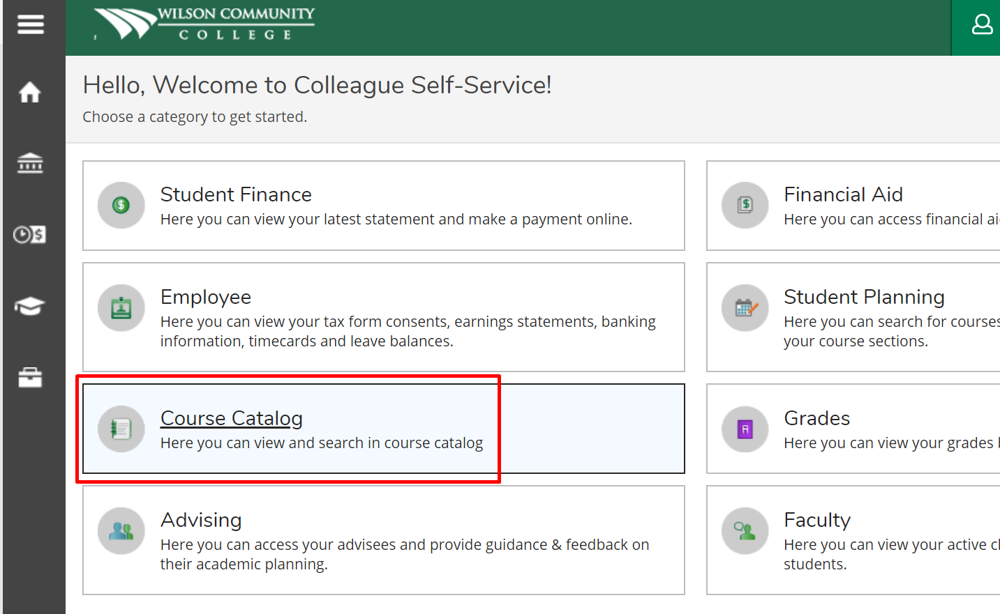 WILSON COMMUNITY
COLLEGE
Hello, Welcome to Colleague Self-Service!
Choose a category to get started.
Student Finance
Here you can view your latest statement and make a payment online.
Financial Aid
Here you can access financial ai
Employee
Here you can view your tax form consents, earnings statements, banking
information, timecards and leave balances.
Student Planning
Here you can search for courses
your course sections.
Course Catalog
Here you can view and search in course catalog
Grades
Here you can view your grades
Advising
Here you can access your advisees and provide guidance & feedback on
their academic planning.
Faculty
Here you can view your active cl
students.